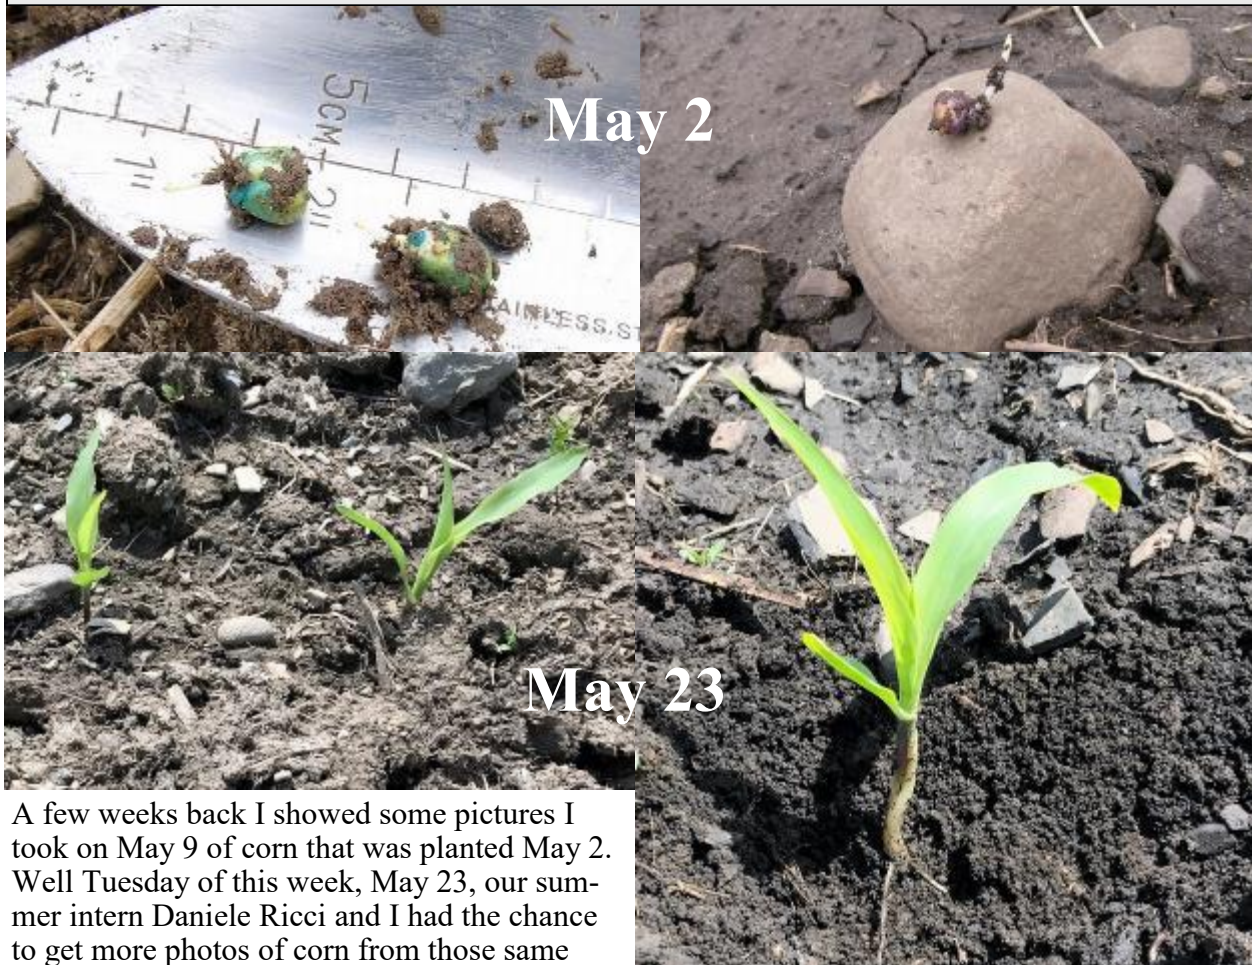 5CM
1"
2"
AINLESS.ST
May 2
May 23
A few weeks back I showed some pictures I
took on May 9 of corn that was planted May 2.
Well Tuesday of this week, May 23, our sum-
mer intern Daniele Ricci and I had the chance
to get more photos of corn from those same